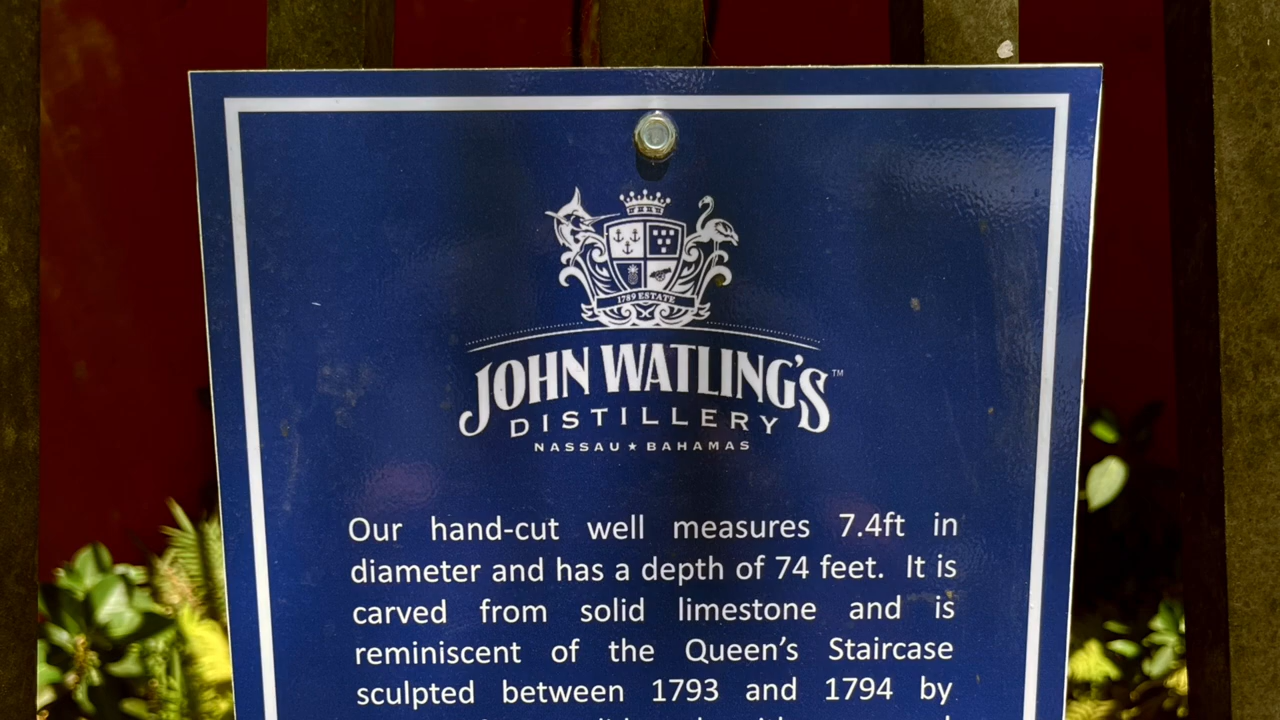 1789 ESTATE
JOHN WATLING'S™
DISTILLERY
NASSAU ★ BAHAMAS
Our hand-cut well measures 7.4ft in
diameter and has a depth of 74 feet. It is
carved from solid limestone and is
reminiscent of the Queen's Staircase
sculpted between 1793 and 1794 by